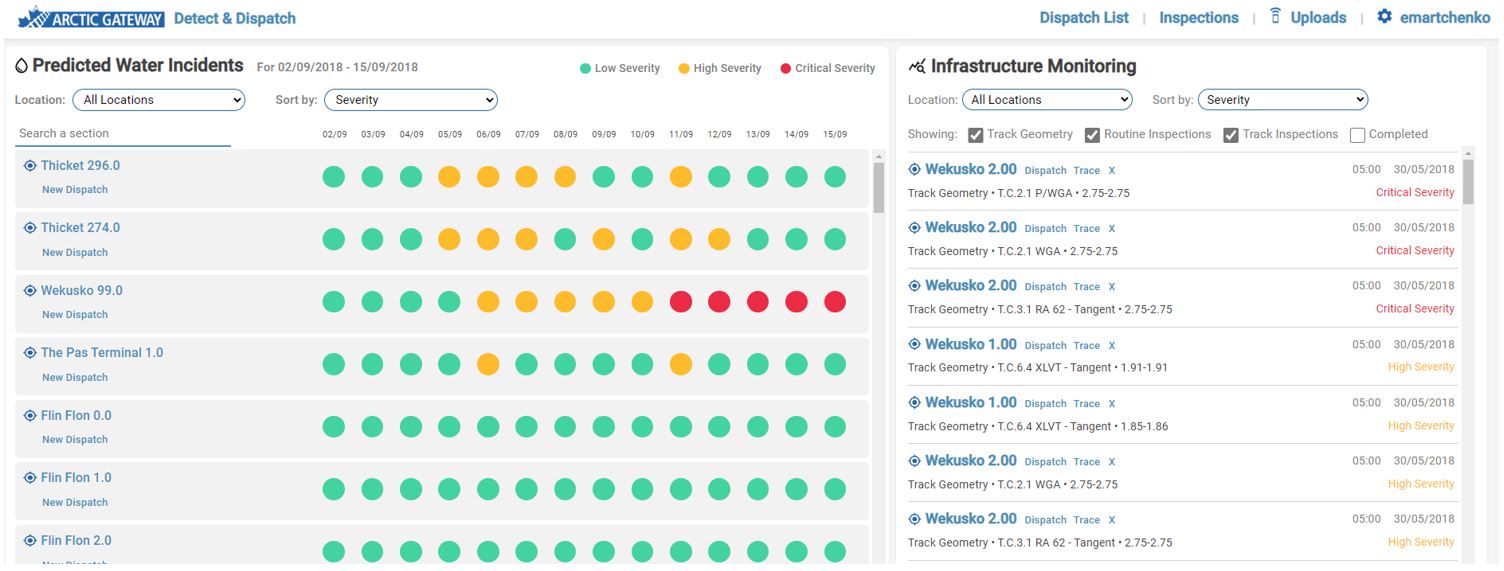 ARCTIC GATEWAY Detect & Dispatch
Dispatch List | Inspections | Uploads | emartchenko
Predicted Water Incidents For 02/09/2018 - 15/09/2018
Low Severity High Severity Critical Severity
Location: All Locations Sort by: Severity
Search a section 02/09 03/09 04/09 05/09 06/09 07/09 08/09 09/09 10/09 11/09 12/09 13/09 14/09 15/09
Thicket 296.0
New Dispatch
Thicket 274.0
New Dispatch
Wekusko 99.0
New Dispatch
The Pas Terminal 1.0
New Dispatch
Flin Flon 0.0
New Dispatch
Flin Flon 1.0
New Dispatch
Flin Flon 2.0
New Dispatch
Infrastructure Monitoring
Location: All Locations Sort by: Severity
Showing: Track Geometry Routine Inspections Track Inspections Completed
Wekusko 2.00 Dispatch Trace X 05:00 30/05/2018
Track Geometry • T.C.2.1 P/WGA • 2.75-2.75 Critical Severity
Wekusko 2.00 Dispatch Trace X 05:00 30/05/2018
Track Geometry • T.C.2.1 WGA • 2.75-2.75 Critical Severity
Wekusko 2.00 Dispatch Trace X 05:00 30/05/2018
Track Geometry • T.C.3.1 RA 62 - Tangent • 2.75-2.75 Critical Severity
Wekusko 1.00 Dispatch Trace X 05:00 30/05/2018
Track Geometry • T.C.6.4 XLVT - Tangent • 1.91-1.91 High Severity
Wekusko 1.00 Dispatch Trace X 05:00 30/05/2018
Track Geometry • T.C.6.4 XLVT - Tangent • 1.85-1.86 High Severity
Wekusko 2.00 Dispatch Trace X 05:00 30/05/2018
Track Geometry • T.C.2.1 WGA • 2.75-2.75 High Severity
Wekusko 2.00 Dispatch Trace X 05:00 30/05/2018
Track Geometry • T.C.3.1 RA 62 - Tangent • 2.75-2.75 High Severity